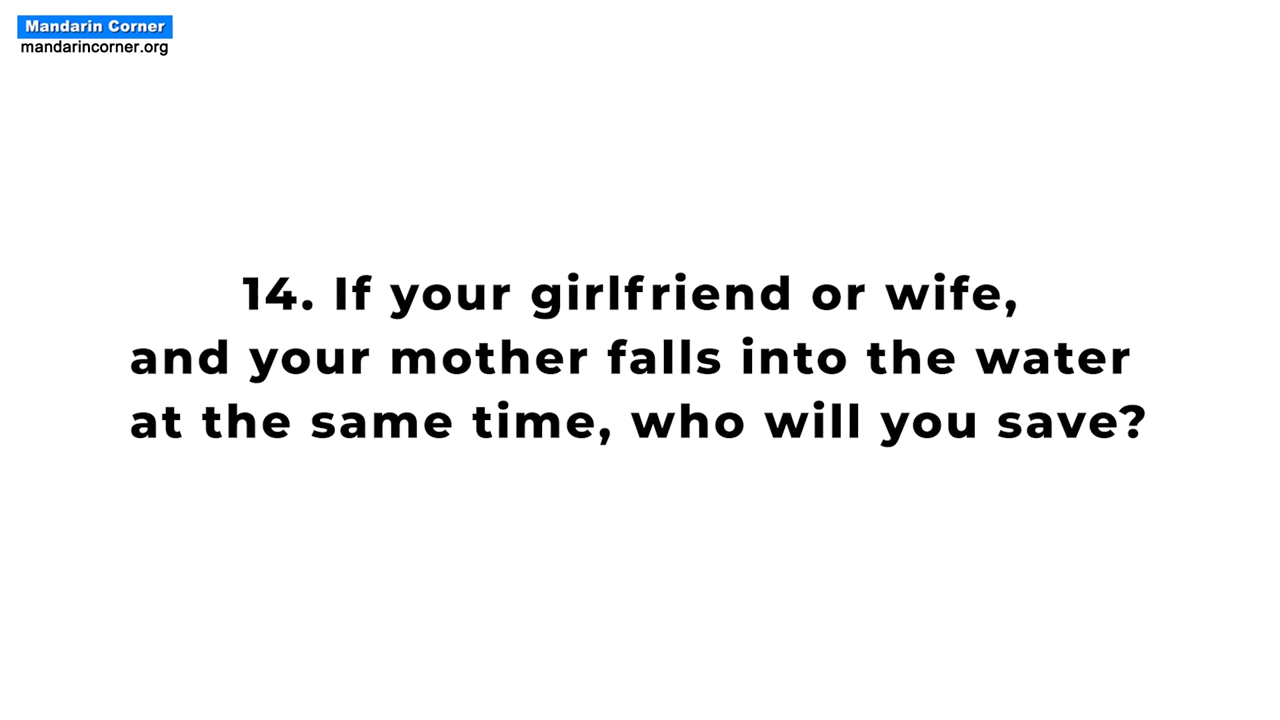 Mandarin Corner
mandarincorner.org
14. If your girlfriend or wife,
and your mother falls into the water
at the same time, who will you save?